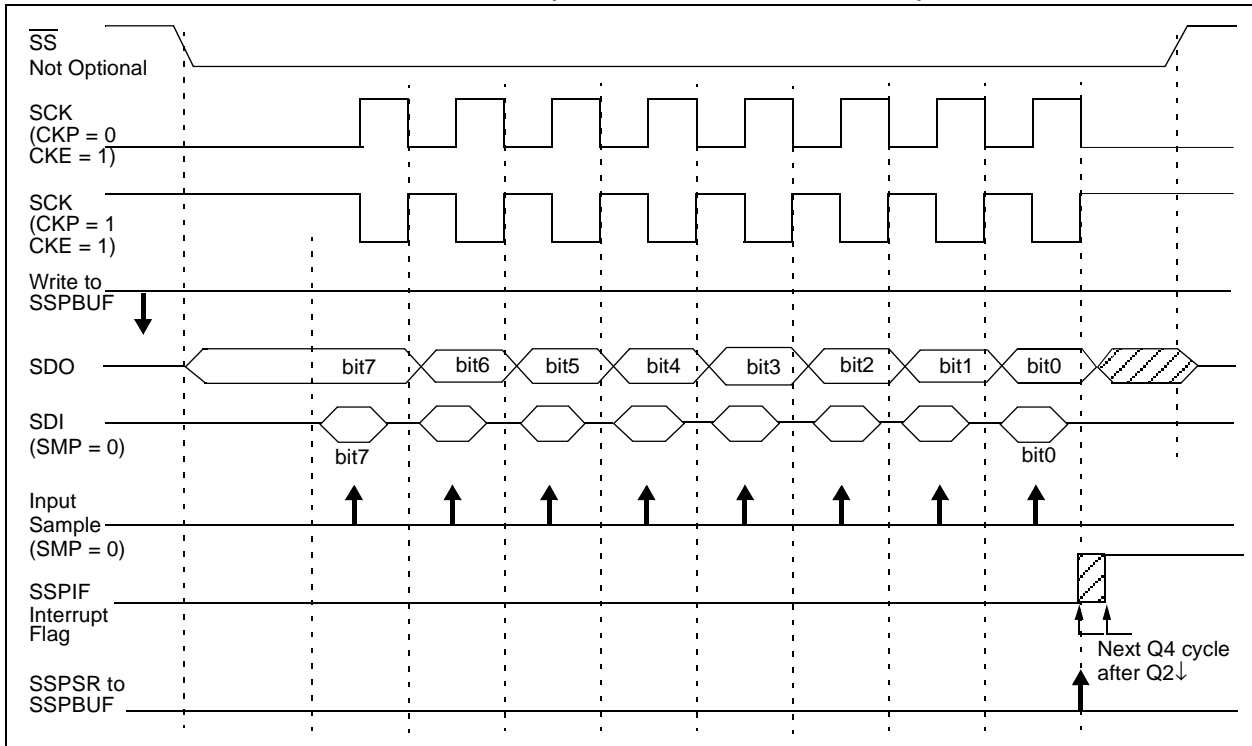 SS
Not Optional
SCK
(CKP = 0
CKE = 1)
SCK
(CKP = 1
CKE = 1)
Write to
SSPBUF
SDO
bit7 bit6 bit5 bit4 bit3 bit2 bit1 bit0
SDI
(SMP = 0)
bit7 bit0
Input
Sample
(SMP = 0)
SSPIF
Interrupt
Flag
Next Q4 cycle
after Q2↓
SSPSR to
SSPBUF